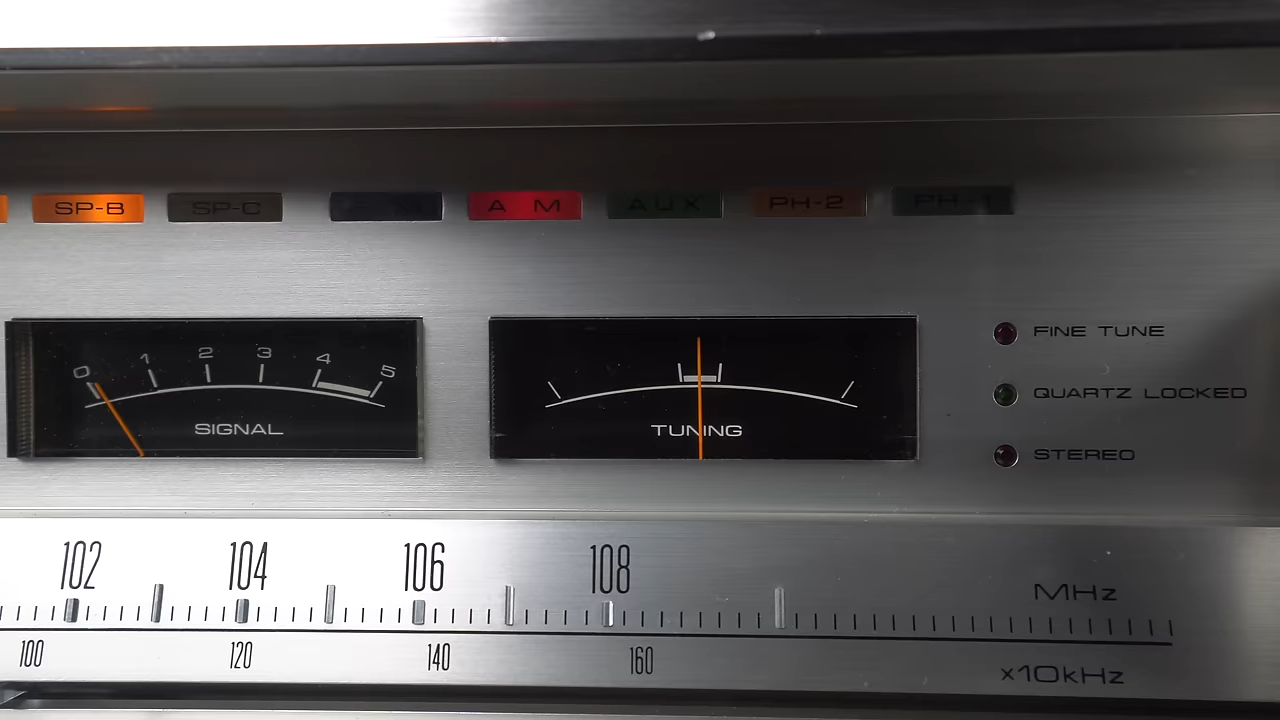 SP-B SP-C A M AUX PH-2 PH-1
0 1 2 3 4 5
SIGNAL
TUNING
FINE TUNE
QUARTZ LOCKED
STEREO
102 104 106 108 MHz
100 120 140 160 x10kHz